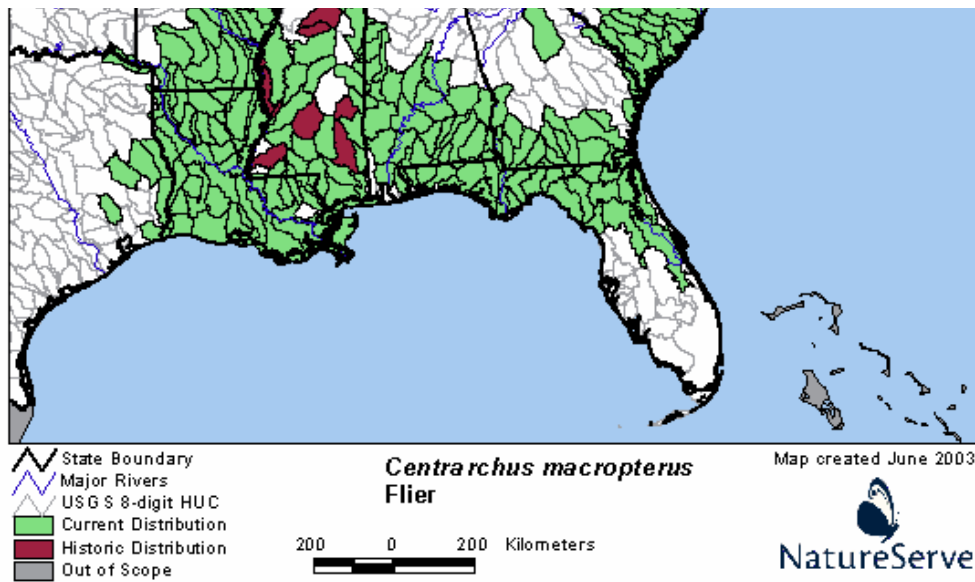 State Boundary
Major Rivers
USGS 8-digit HUC
Current Distribution
Historic Distribution
Out of Scope
Centrarchus macropterus
Flier
200 0 200 Kilometers
Map created June 2003
NatureServe